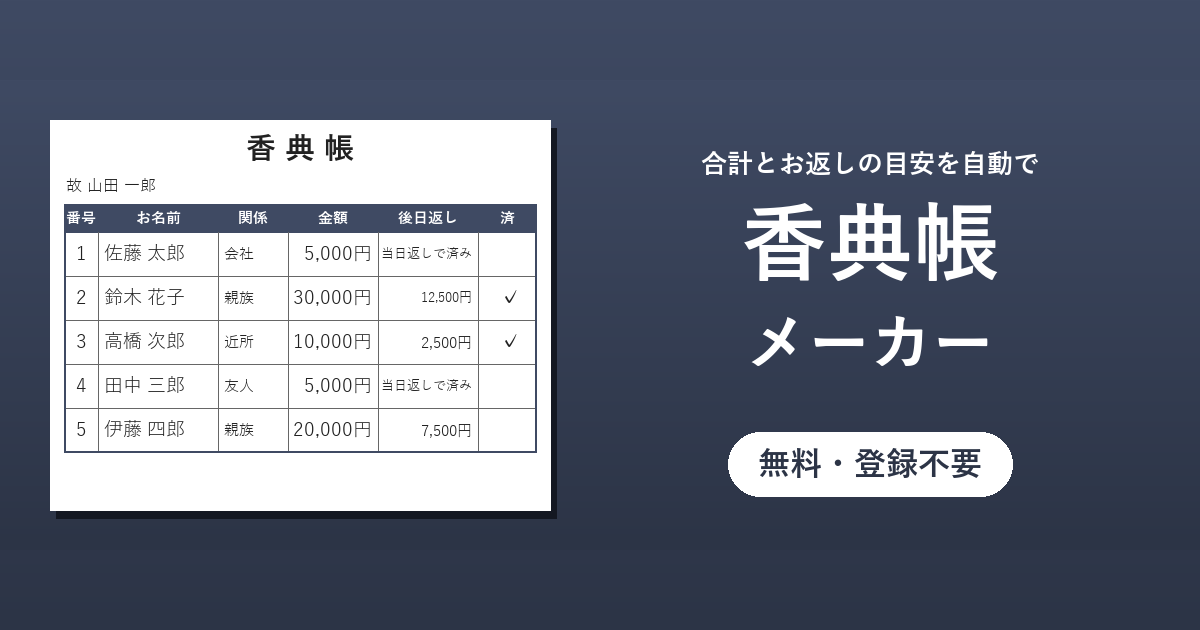 香典帳
故 山田 一郎
番号 お名前 関係 金額 後日返し 済
1 佐藤 太郎 会社 5,000円 当日返しで済み
2 鈴木 花子 親族 30,000円 12,500円 ✓
3 高橋 次郎 近所 10,000円 2,500円 ✓
4 田中 三郎 友人 5,000円 当日返しで済み
5 伊藤 四郎 親族 20,000円 7,500円
合計とお返しの目安を自動で
香典帳
メーカー
無料・登録不要